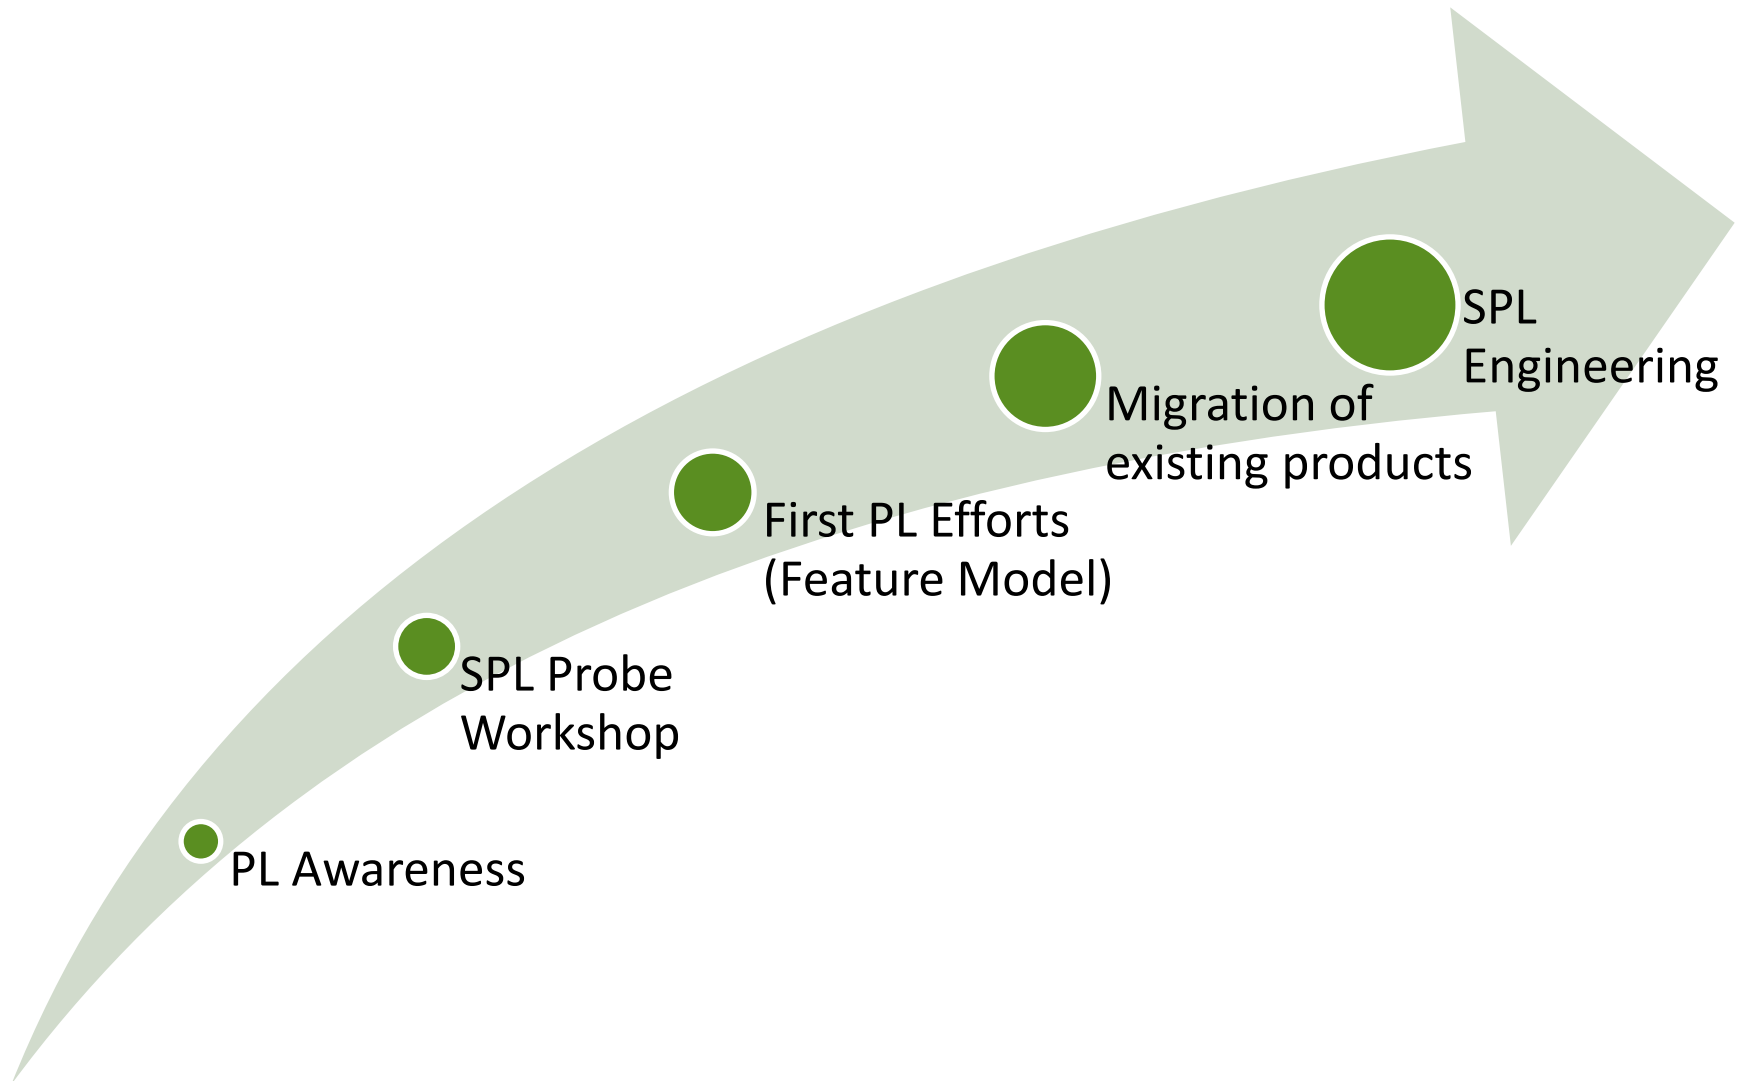 PL Awareness
SPL Probe
Workshop
First PL Efforts
(Feature Model)
Migration of
existing products
SPL
Engineering